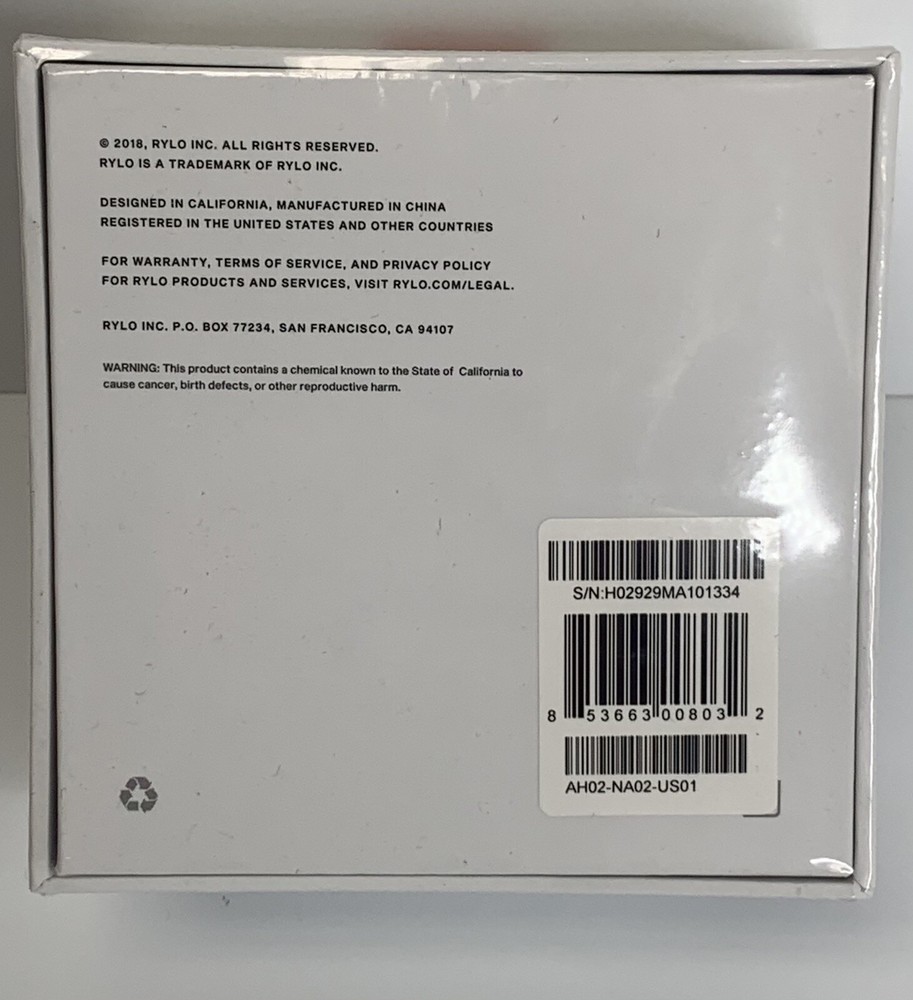 © 2018, RYLO INC. ALL RIGHTS RESERVED.
RYLO IS A TRADEMARK OF RYLO INC.
DESIGNED IN CALIFORNIA, MANUFACTURED IN CHINA
REGISTERED IN THE UNITED STATES AND OTHER COUNTRIES
FOR WARRANTY, TERMS OF SERVICE, AND PRIVACY POLICY
FOR RYLO PRODUCTS AND SERVICES, VISIT RYLO.COM/LEGAL.
RYLO INC. P.O. BOX 77234, SAN FRANCISCO, CA 94107
WARNING: This product contains a chemical known to the State of California to
cause cancer, birth defects, or other reproductive harm.
S/N:H02929MA101334
8 53663 00803 2
AH02-NA02-US01